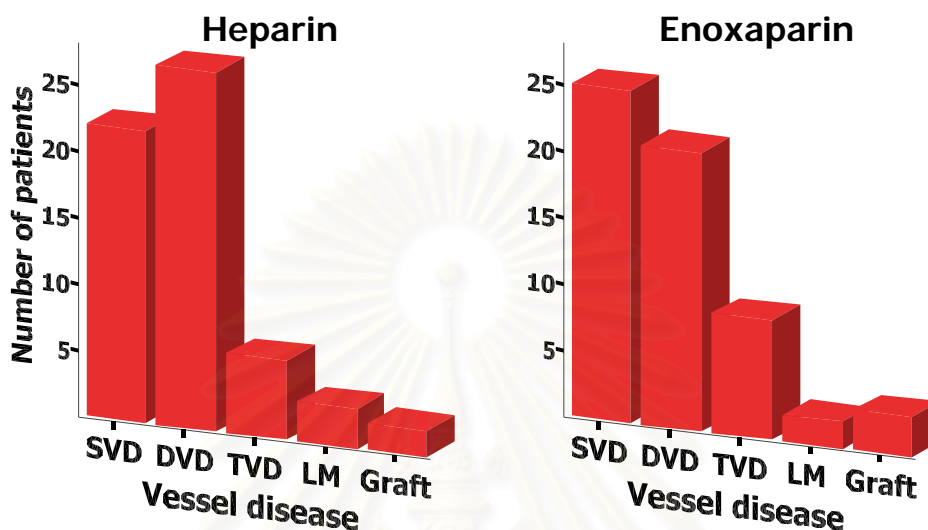 Heparin
Number of patients
25
20
15
10
5
SVD DVD TVD LM Graft
Vessel disease
Enoxaparin
25
20
15
10
5
SVD DVD TVD LM Graft
Vessel disease